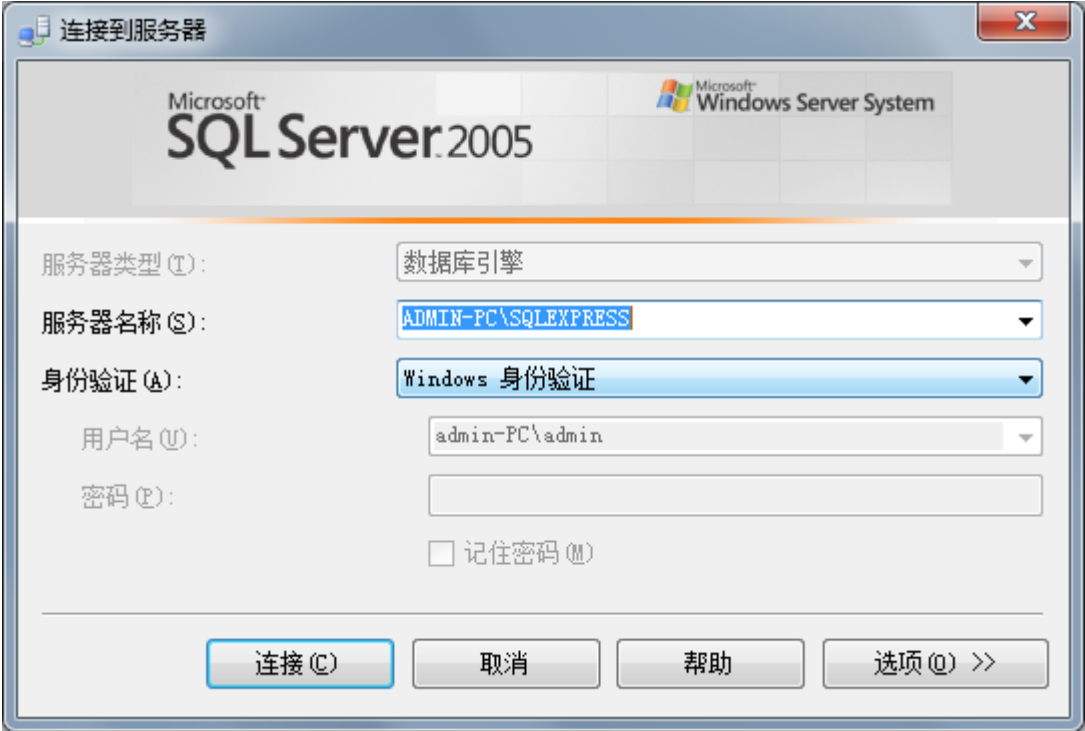 连接到服务器
Microsoft
SQL Server 2005
Microsoft
Windows Server System
服务器类型(T):
数据库引擎
服务器名称(S):
ADMIN-PC\SQLEXPRESS
身份验证(A):
Windows 身份验证
用户名(U):
admin-PC\admin
密码(P):
记住密码(M)
连接(C)
取消
帮助
选项(O) >>